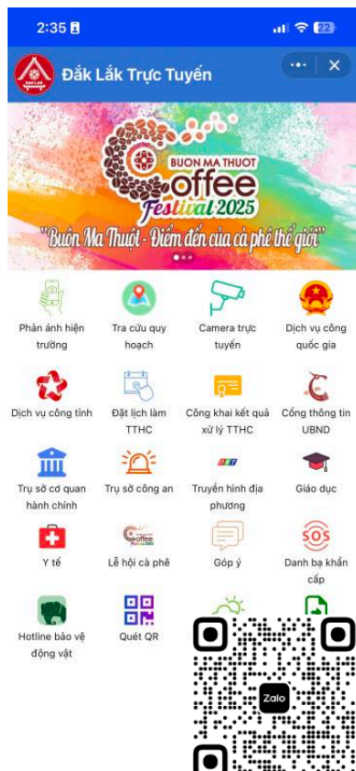 2:35
22
ĐẮK LẮK
Đắk Lắk Trực Tuyến
BUON MA THUOT
Coffee
Festival 2025
"Buôn Ma Thuột - Điểm đến của cà phê thế giới"
Phản ánh hiện trường
Tra cứu quy hoạch
Camera trực tuyến
Dịch vụ công quốc gia
Dịch vụ công tỉnh
Đặt lịch làm TTHC
Công khai kết quả xử lý TTHC
Cổng thông tin UBND
Trụ sở cơ quan hành chính
Trụ sở công an
Truyền hình địa phương
Giáo dục
Y tế
Lễ hội cà phê
Góp ý
SOS
Danh bạ khẩn cấp
Hotline bảo vệ động vật
Quét QR
Zalo